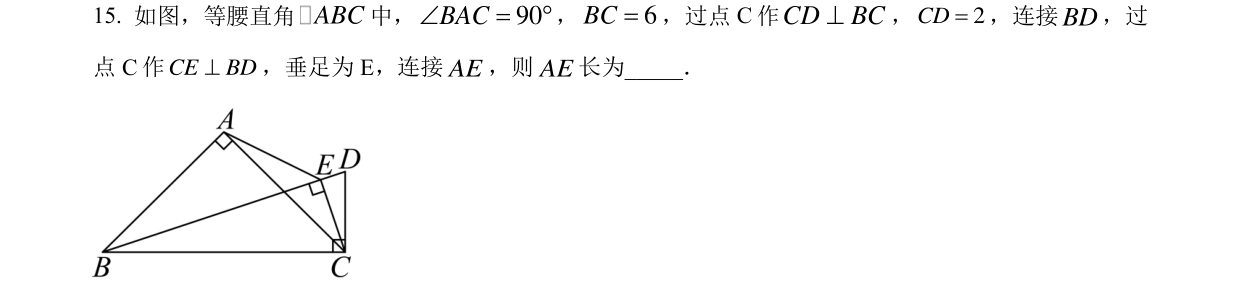 15. 如图，等腰直角□ABC 中，∠BAC = 90°，BC = 6，过点 C 作 CD ⊥ BC，CD = 2，连接 BD，过
点 C 作 CE ⊥ BD，垂足为 E，连接 AE，则 AE 长为_____.
A
E D
B
C